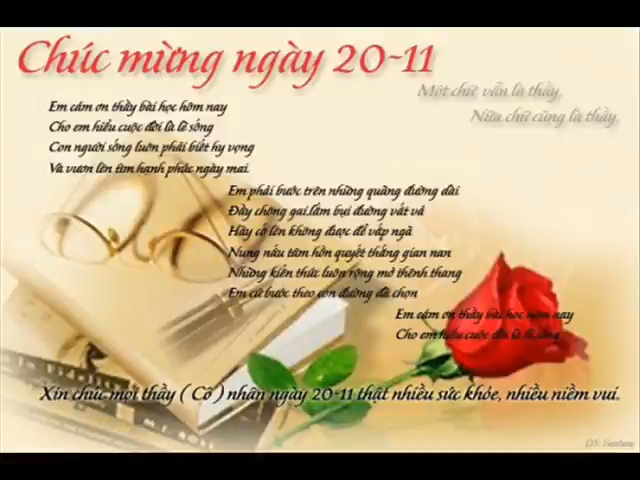 Chúc mừng ngày 20-11
Một chữ vẫn là thầy,
Nửa chữ cũng là thầy.
Em cám ơn thầy bài học hôm nay
Cho em hiểu cuộc đời là lẽ sống
Con người sống luôn phải biết hy vọng
Và vươn lên tìm hạnh phúc ngày mai.
Em phải bước trên những quãng đường dài
Đầy chông gai, lắm bụi đường vất vả
Hãy cố lên không được để vấp ngã
Nung nấu tâm hồn quyết thắng gian nan
Những kiến thức luôn rộng mở thênh thang
Em cứ bước theo con đường đã chọn
Em cám ơn thầy bài học hôm nay
Cho em hiểu cuộc đời là lẽ sống
Xin chúc mọi thầy ( Cô ) nhân ngày 20-11 thật nhiều sức khỏe, nhiều niềm vui.
M J ROSE